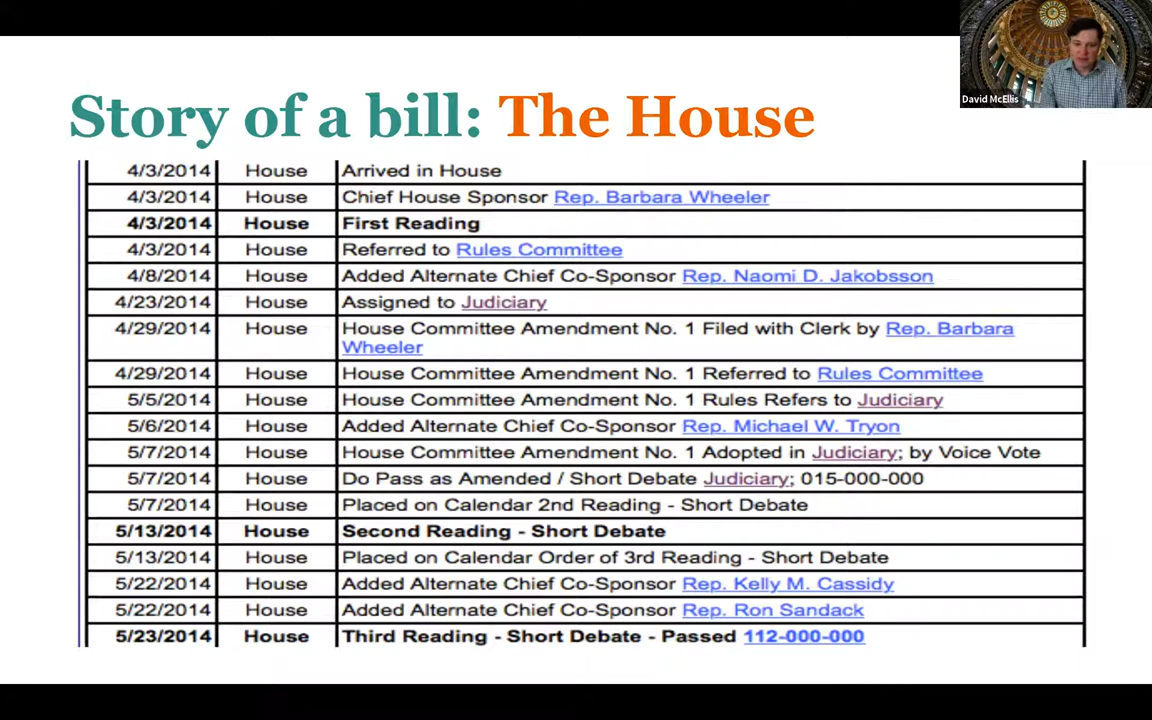 David McEllis
Story of a bill: The House
4/3/2014 House Arrived in House
4/3/2014 House Chief House Sponsor Rep. Barbara Wheeler
4/3/2014 House First Reading
4/3/2014 House Referred to Rules Committee
4/8/2014 House Added Alternate Chief Co-Sponsor Rep. Naomi D. Jakobsson
4/23/2014 House Assigned to Judiciary
4/29/2014 House House Committee Amendment No. 1 Filed with Clerk by Rep. Barbara
Wheeler
4/29/2014 House House Committee Amendment No. 1 Referred to Rules Committee
5/5/2014 House House Committee Amendment No. 1 Rules Refers to Judiciary
5/6/2014 House Added Alternate Chief Co-Sponsor Rep. Michael W. Tryon
5/7/2014 House House Committee Amendment No. 1 Adopted in Judiciary; by Voice Vote
5/7/2014 House Do Pass as Amended / Short Debate Judiciary; 015-000-000
5/7/2014 House Placed on Calendar 2nd Reading - Short Debate
5/13/2014 House Second Reading - Short Debate
5/13/2014 House Placed on Calendar Order of 3rd Reading - Short Debate
5/22/2014 House Added Alternate Chief Co-Sponsor Rep. Kelly M. Cassidy
5/22/2014 House Added Alternate Chief Co-Sponsor Rep. Ron Sandack
5/23/2014 House Third Reading - Short Debate - Passed 112-000-000